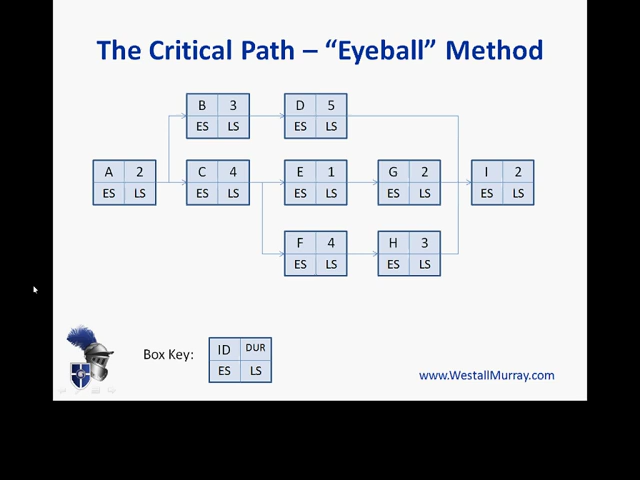 The Critical Path – “Eyeball” Method
B 3
ES LS
D 5
ES LS
A 2
ES LS
C 4
ES LS
E 1
ES LS
G 2
ES LS
I 2
ES LS
F 4
ES LS
H 3
ES LS
Box Key:
ID DUR
ES LS
www.WestallMurray.com